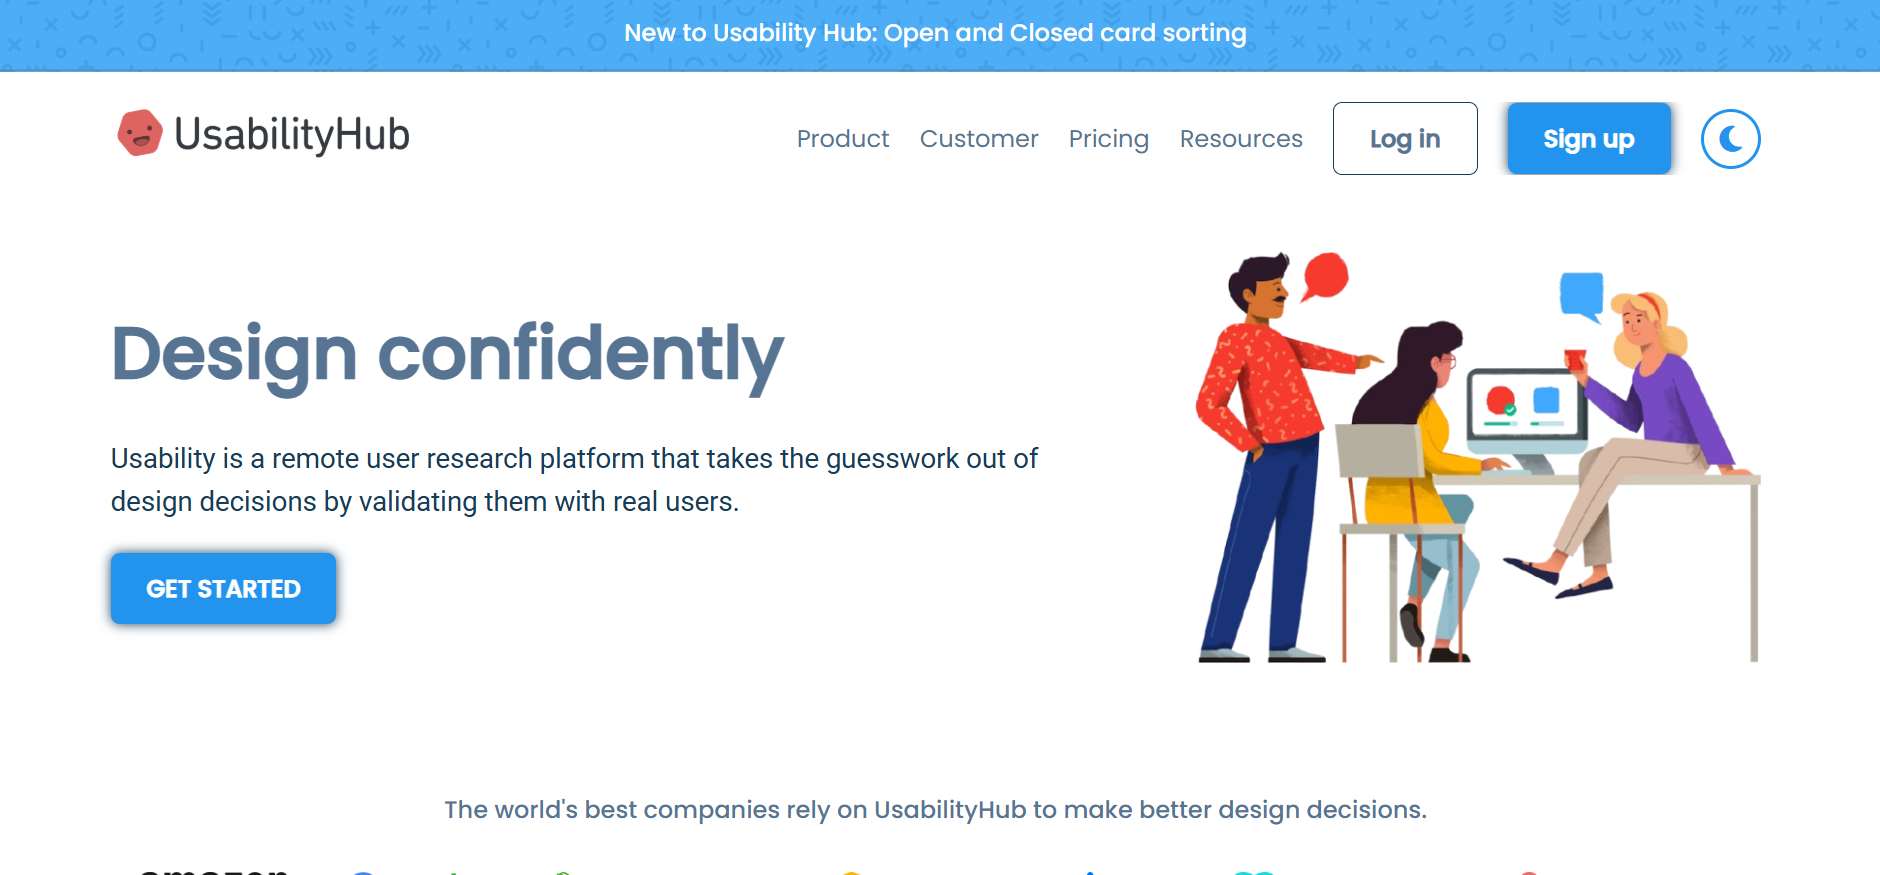 New to Usability Hub: Open and Closed card sorting
UsabilityHub
Product
Customer
Pricing
Resources
Log in
Sign up
Design confidently
Usability is a remote user research platform that takes the guesswork out of
design decisions by validating them with real users.
GET STARTED
The world's best companies rely on UsabilityHub to make better design decisions.